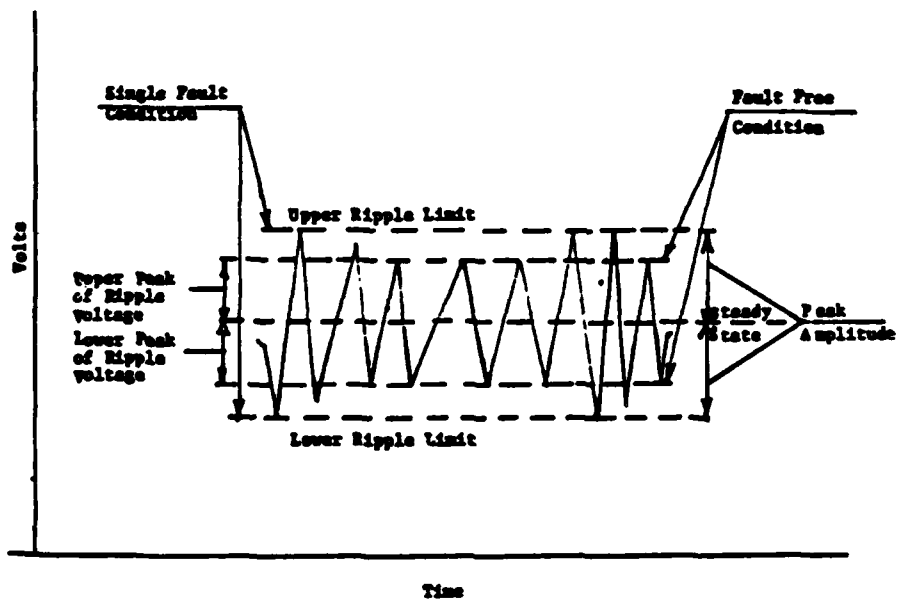 Single Fault
Condition
Fault Free
Condition
Upper Ripple Limit
Volts
Upper Peak
of Ripple
Voltage
Lower Peak
of Ripple
Voltage
Steady
State
Peak
Amplitude
Lower Ripple Limit
Time